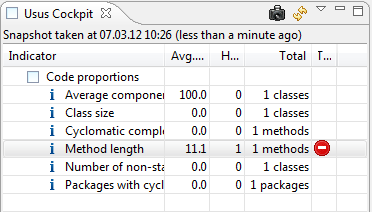 Usus Cockpit
Snapshot taken at 07.03.12 10:26 (less than a minute ago)
Indicator Avg.... H... Total T...
Code proportions
Average componen 100.0 0 1 classes
Class size 0.0 0 1 classes
Cyclomatic comple 0.0 0 1 methods
Method length 11.1 1 1 methods
Number of non-sta 0.0 0 1 classes
Packages with cycl 0.0 0 1 packages